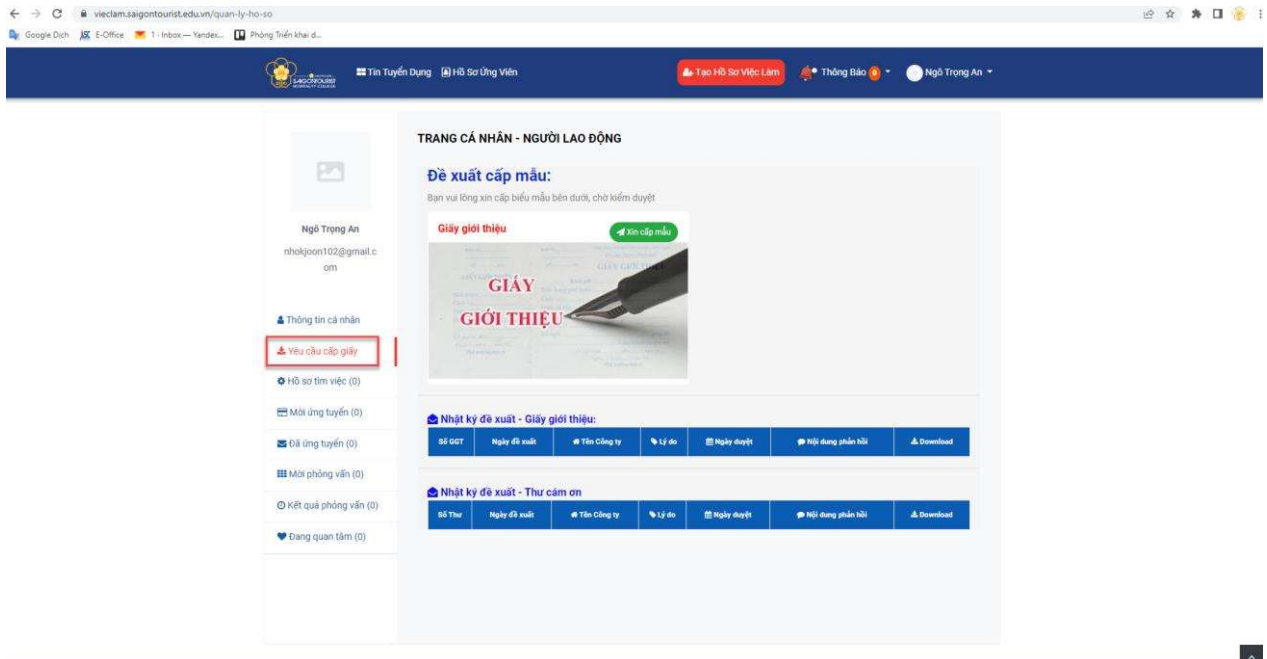 vieclam.saigontourist.edu.vn/quan-ly-ho-so
Google Dich
E-Office
1 · Inbox — Yandex...
Phòng Triển khai d...
SAIGONTOURIST
HOSPITALITY COLLEGE
Tin Tuyển Dụng
Hồ Sơ Ứng Viên
Tạo Hồ Sơ Việc Làm
Thông Báo 0
Ngô Trọng An
TRANG CÁ NHÂN - NGƯỜI LAO ĐỘNG
Ngô Trọng An
nhokjoon102@gmail.c
om
Thông tin cá nhân
Yêu cầu cấp giấy
Hồ sơ tìm việc (0)
Mời ứng tuyển (0)
Đã ứng tuyển (0)
Mời phỏng vấn (0)
Kết quả phỏng vấn (0)
Đang quan tâm (0)
Đề xuất cấp mẫu:
Bạn vui lòng xin cấp biểu mẫu bên dưới, chờ kiểm duyệt
Giấy giới thiệu
Xin cấp mẫu
GIẤY
GIỚI THIỆU
Nhật ký đề xuất - Giấy giới thiệu:
Số GGT Ngày đề xuất Tên Công ty Lý do Ngày duyệt Nội dung phản hồi Download
Nhật ký đề xuất - Thư cám ơn
Số Thư Ngày đề xuất Tên Công ty Lý do Ngày duyệt Nội dung phản hồi Download